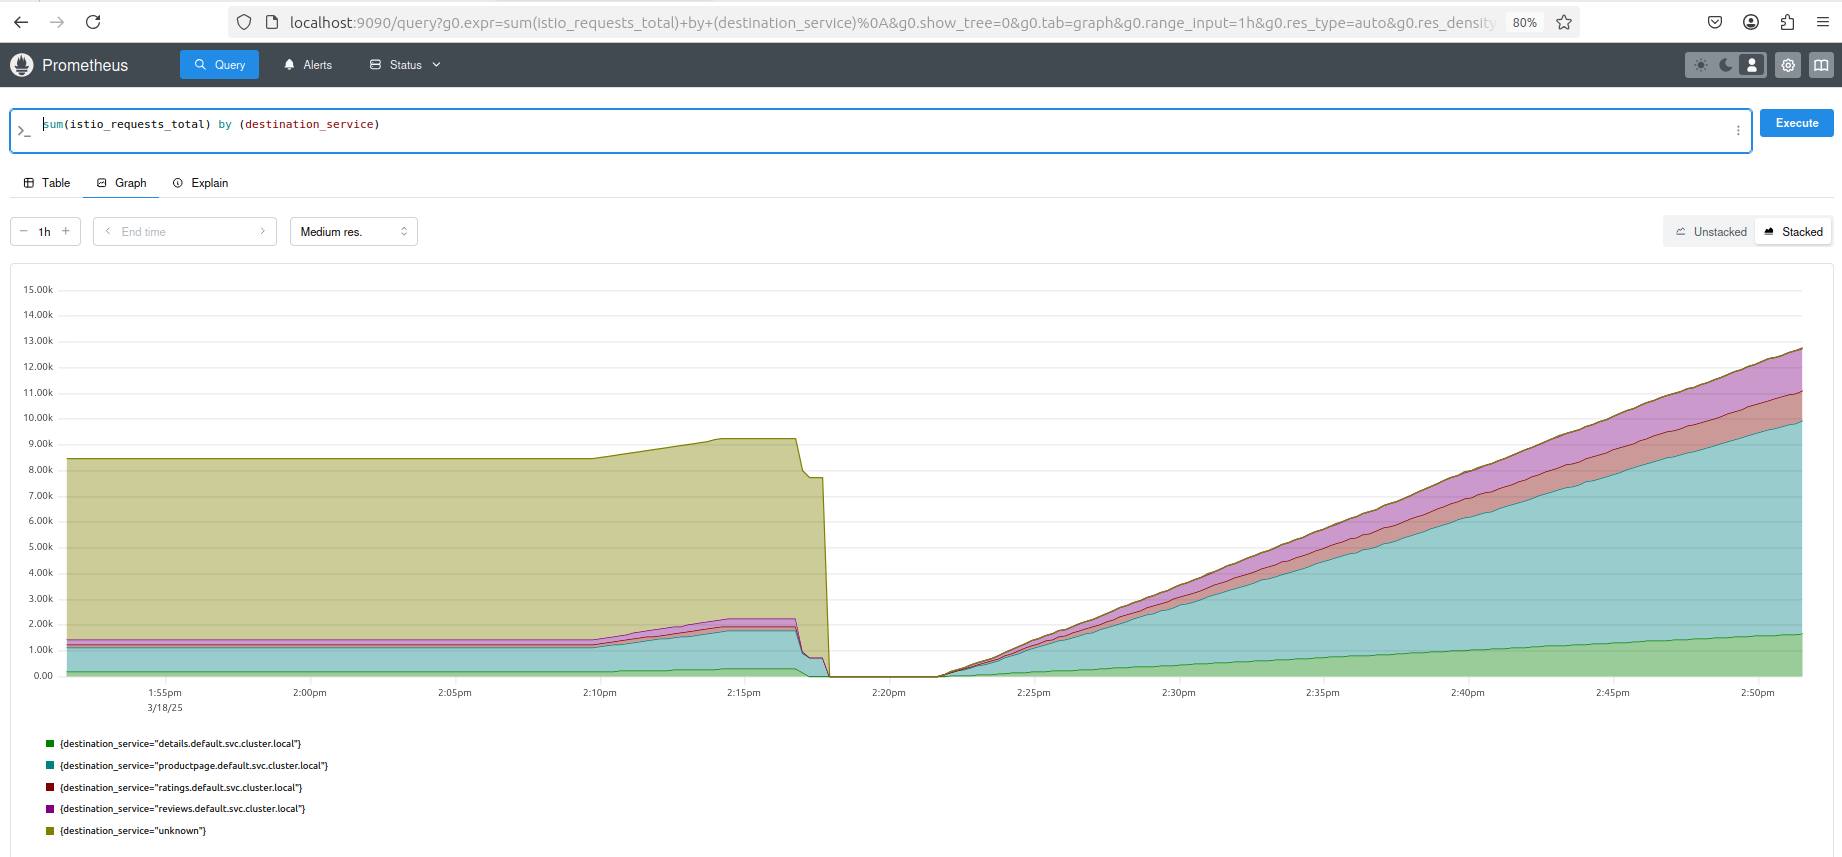 localhost:9090/query?g0.expr=sum(istio_requests_total)+by+(destination_service)%0A&g0.show_tree=0&g0.tab=graph&g0.range_input=1h&g0.res_type=auto&g0.res_density
80%
Prometheus
Query
Alerts
Status
>_ sum(istio_requests_total) by (destination_service)
Execute
Table
Graph
Explain
− 1h +
End time
Medium res.
Unstacked
Stacked
15.00k
14.00k
13.00k
12.00k
11.00k
10.00k
9.00k
8.00k
7.00k
6.00k
5.00k
4.00k
3.00k
2.00k
1.00k
0.00
1:55pm 2:00pm 2:05pm 2:10pm 2:15pm 2:20pm 2:25pm 2:30pm 2:35pm 2:40pm 2:45pm 2:50pm
3/18/25
{destination_service="details.default.svc.cluster.local"}
{destination_service="productpage.default.svc.cluster.local"}
{destination_service="ratings.default.svc.cluster.local"}
{destination_service="reviews.default.svc.cluster.local"}
{destination_service="unknown"}